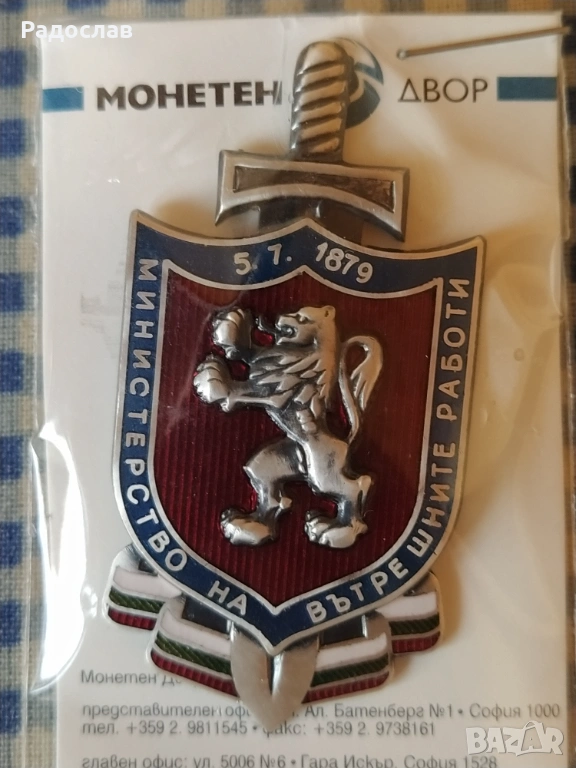 Радослав
МОНЕТЕН ДВОР
5. 7. 1879
МИНИСТЕРСТВО НА ВЪТРЕШНИТЕ РАБОТИ
Монетен
представителен Ал. Батенберг №1 • София 1000
тел. +359 2. 9811545 • факс: +359 2. 9738161
главен офис: ул. 5006 №6 • Гара Искър, София 1528
BAZAR